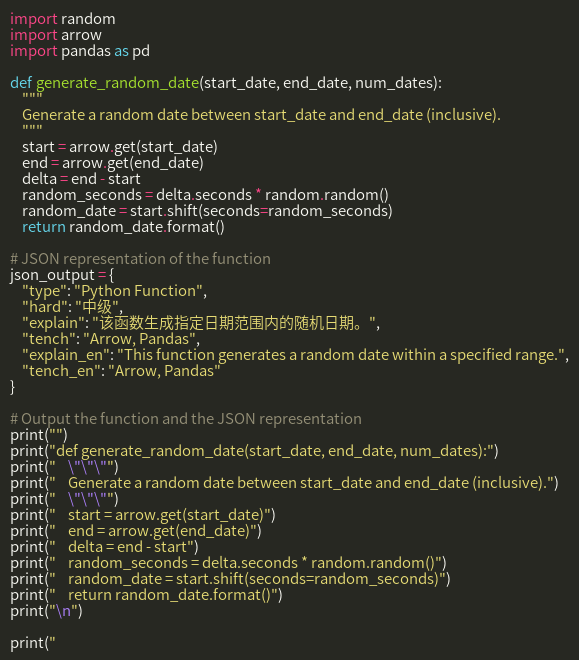 import random
import arrow
import pandas as pd

def generate_random_date(start_date, end_date, num_dates):
    """
    Generate a random date between start_date and end_date (inclusive).
    """
    start = arrow.get(start_date)
    end = arrow.get(end_date)
    delta = end - start
    random_seconds = delta.seconds * random.random()
    random_date = start.shift(seconds=random_seconds)
    return random_date.format()

# JSON representation of the function
json_output = {
    "type": "Python Function",
    "hard": "中级",
    "explain": "该函数生成指定日期范围内的随机日期。",
    "tench": "Arrow, Pandas",
    "explain_en": "This function generates a random date within a specified range.",
    "tench_en": "Arrow, Pandas"
}

# Output the function and the JSON representation
print("")
print("def generate_random_date(start_date, end_date, num_dates):")
print("    \"\"\"")
print("    Generate a random date between start_date and end_date (inclusive).")
print("    \"\"\"")
print("    start = arrow.get(start_date)")
print("    end = arrow.get(end_date)")
print("    delta = end - start")
print("    random_seconds = delta.seconds * random.random()")
print("    random_date = start.shift(seconds=random_seconds)")
print("    return random_date.format()")
print("\n")

print("